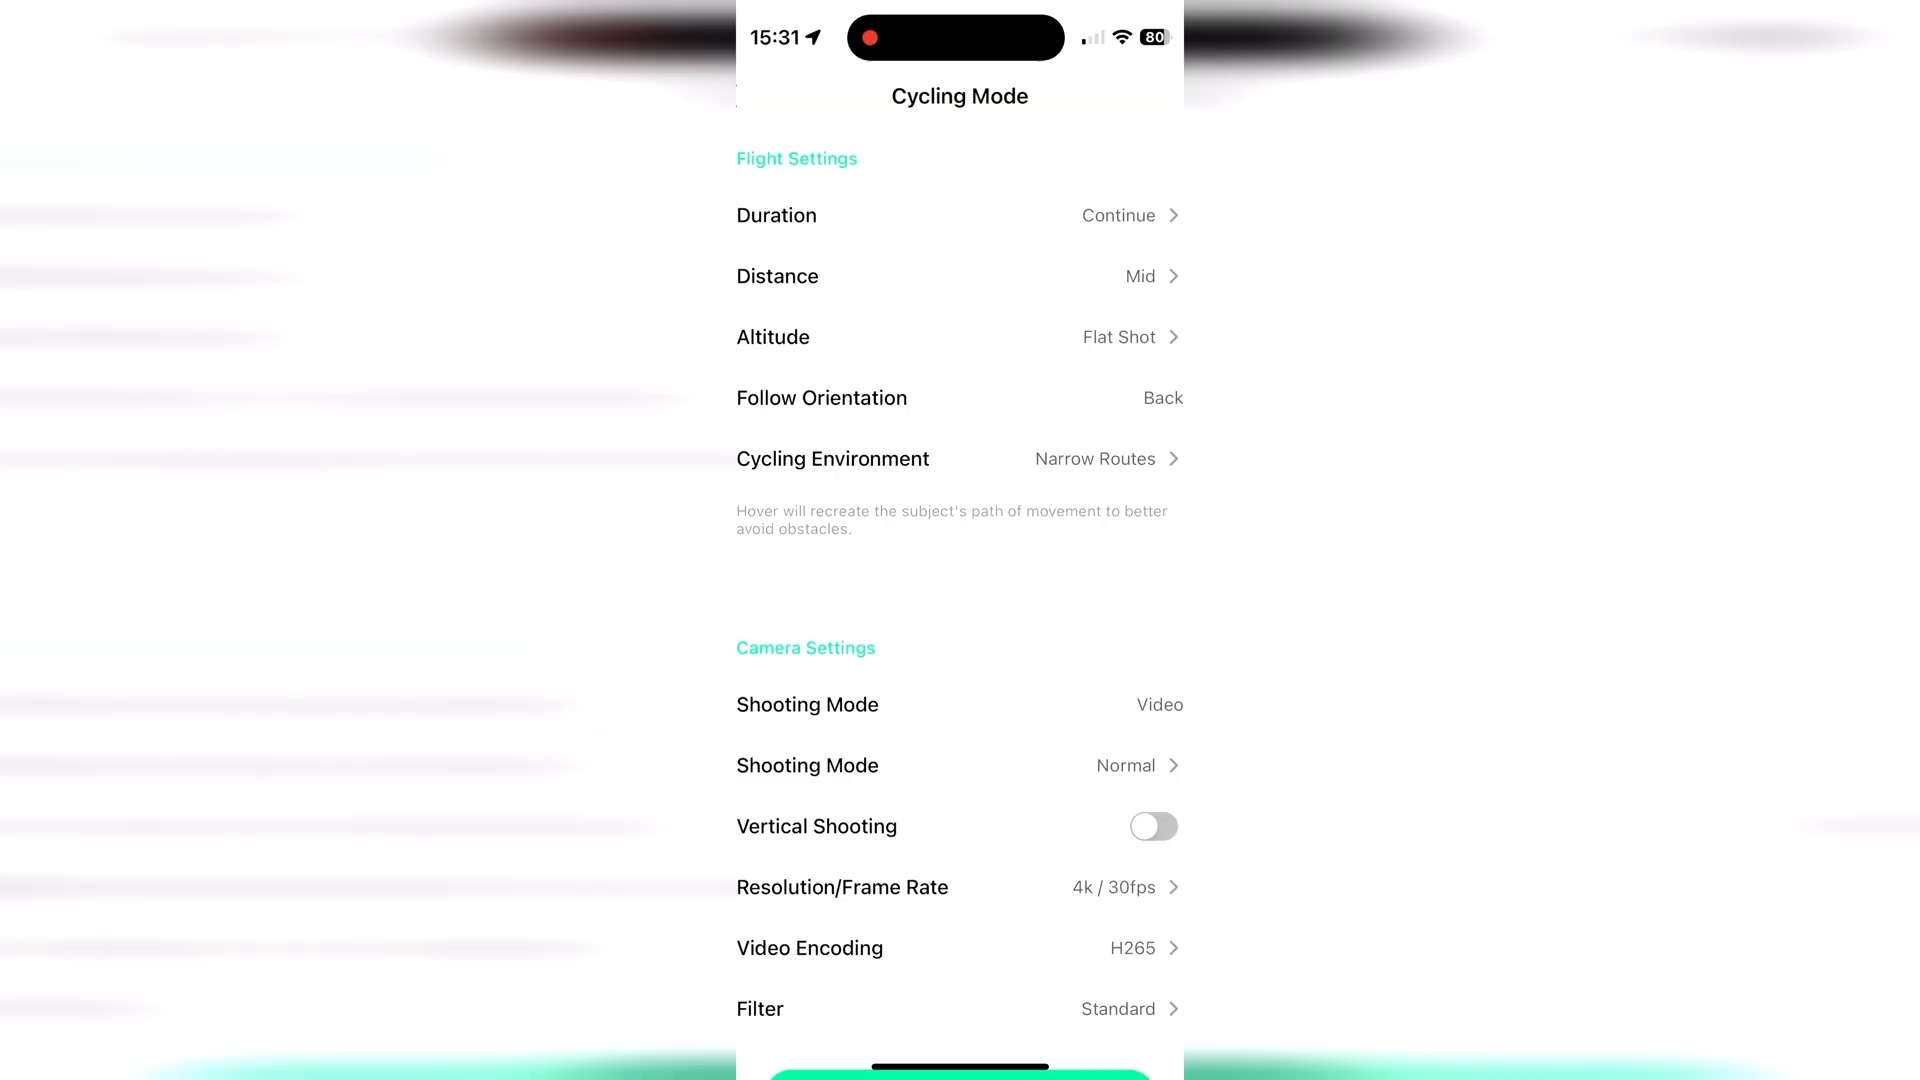 15:31
80
Cycling Mode
Flight Settings
Duration Continue
Distance Mid
Altitude Flat Shot
Follow Orientation Back
Cycling Environment Narrow Routes
Hover will recreate the subject's path of movement to better
avoid obstacles.
Camera Settings
Shooting Mode Video
Shooting Mode Normal
Vertical Shooting
Resolution/Frame Rate 4k / 30fps
Video Encoding H265
Filter Standard